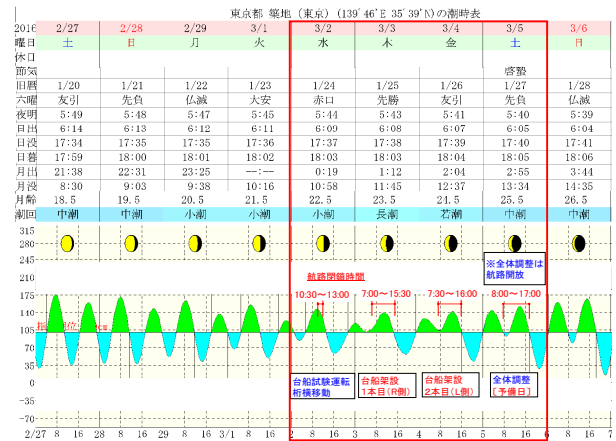 東京都 築地 (東京) (139°46'E 35°39'N)の潮時表
2016 2/27 2/28 2/29 3/1 3/2 3/3 3/4 3/5 3/6
曜日 土 日 月 火 水 木 金 土 日
休日
節気 啓蟄
旧暦 1/20 1/21 1/22 1/23 1/24 1/25 1/26 1/27 1/28
六曜 友引 先負 仏滅 大安 赤口 先勝 友引 先負 仏滅
夜明 5:49 5:48 5:47 5:45 5:44 5:43 5:41 5:40 5:39
日出 6:14 6:13 6:12 6:11 6:09 6:08 6:07 6:05 6:04
日没 17:34 17:35 17:35 17:36 17:37 17:38 17:39 17:40 17:41
日暮 17:59 18:00 18:01 18:02 18:03 18:03 18:04 18:05 18:06
月出 21:38 22:31 23:25 --:-- 0:19 1:12 2:04 2:55 3:44
月没 8:30 9:03 9:38 10:16 10:58 11:45 12:37 13:34 14:35
月齢 18.5 19.5 20.5 21.5 22.5 23.5 24.5 25.5 26.5
潮回 中潮 中潮 小潮 小潮 小潮 長潮 若潮 中潮 中潮
315
280
245
210
175
140
105
70
35
0
-35
-70
※全体調整は
航路開放
航路閉鎖時間
10:30~13:00 7:00~15:30 7:30~16:00 8:00~17:00
台船試験運転
桁横移動
台船架設
1本目(R側)
台船架設
2本目(L側)
全体調整
[予備日]
2/27 8 16 28 8 16 29 8 16 3/1 8 16 2 8 16 3 8 16 4 8 16 5 8 16 6 8 16 7